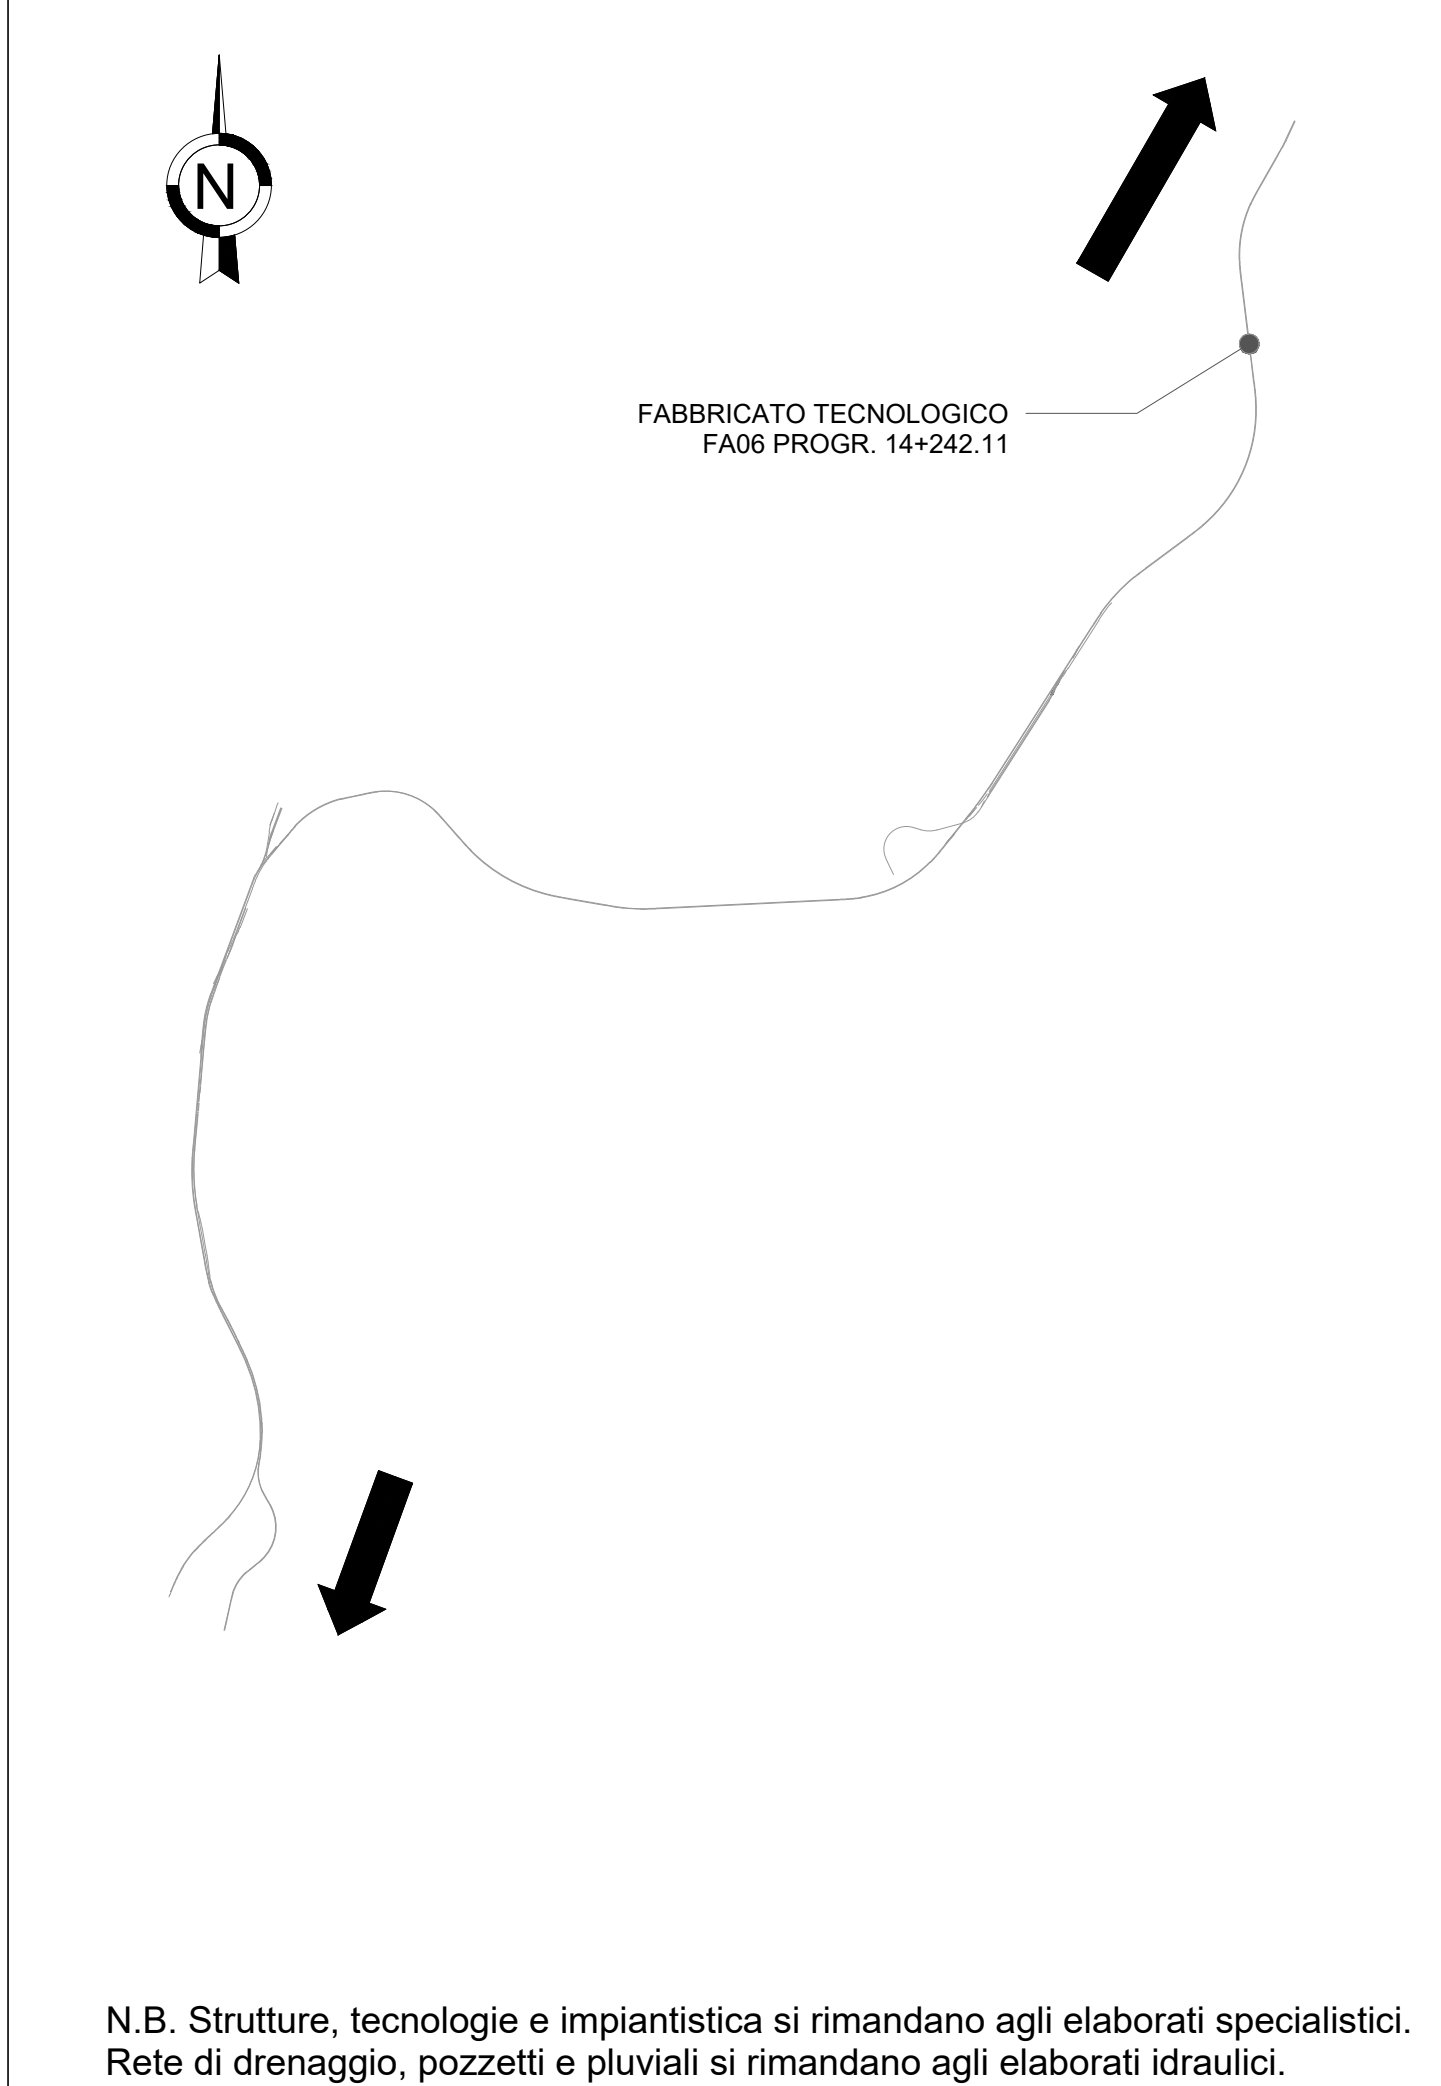 N
FABBRICATO TECNOLOGICO
FA06 PROGR. 14+242.11
N.B. Strutture, tecnologie e impiantistica si rimandano agli elaborati specialistici.
Rete di drenaggio, pozzetti e pluviali si rimandano agli elaborati idraulici.